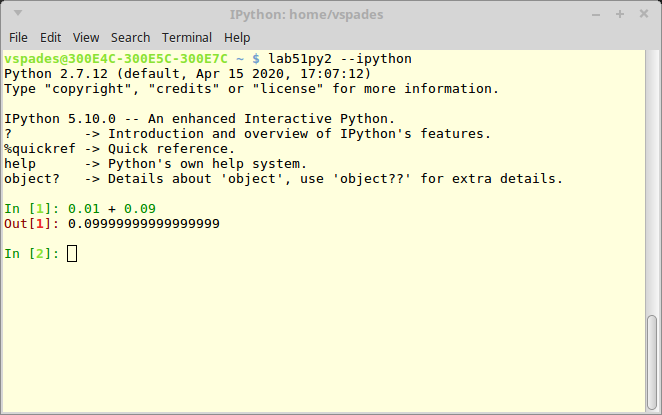 IPython: home/vspades
File Edit View Search Terminal Help
vspades@300E4C-300E5C-300E7C ~ $ lab51py2 --ipython
Python 2.7.12 (default, Apr 15 2020, 17:07:12)
Type "copyright", "credits" or "license" for more information.
IPython 5.10.0 -- An enhanced Interactive Python.
?         -> Introduction and overview of IPython's features.
%quickref -> Quick reference.
help      -> Python's own help system.
object?   -> Details about 'object', use 'object??' for extra details.
In [1]: 0.01 + 0.09
Out[1]: 0.09999999999999999
In [2]: